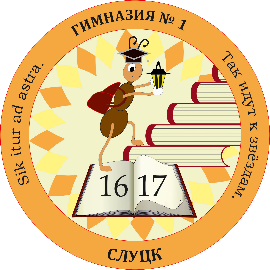 ГИМНАЗИЯ № 1
Sik itur ad astra.
Так идут к звёздам.
16 17
СЛУЦК